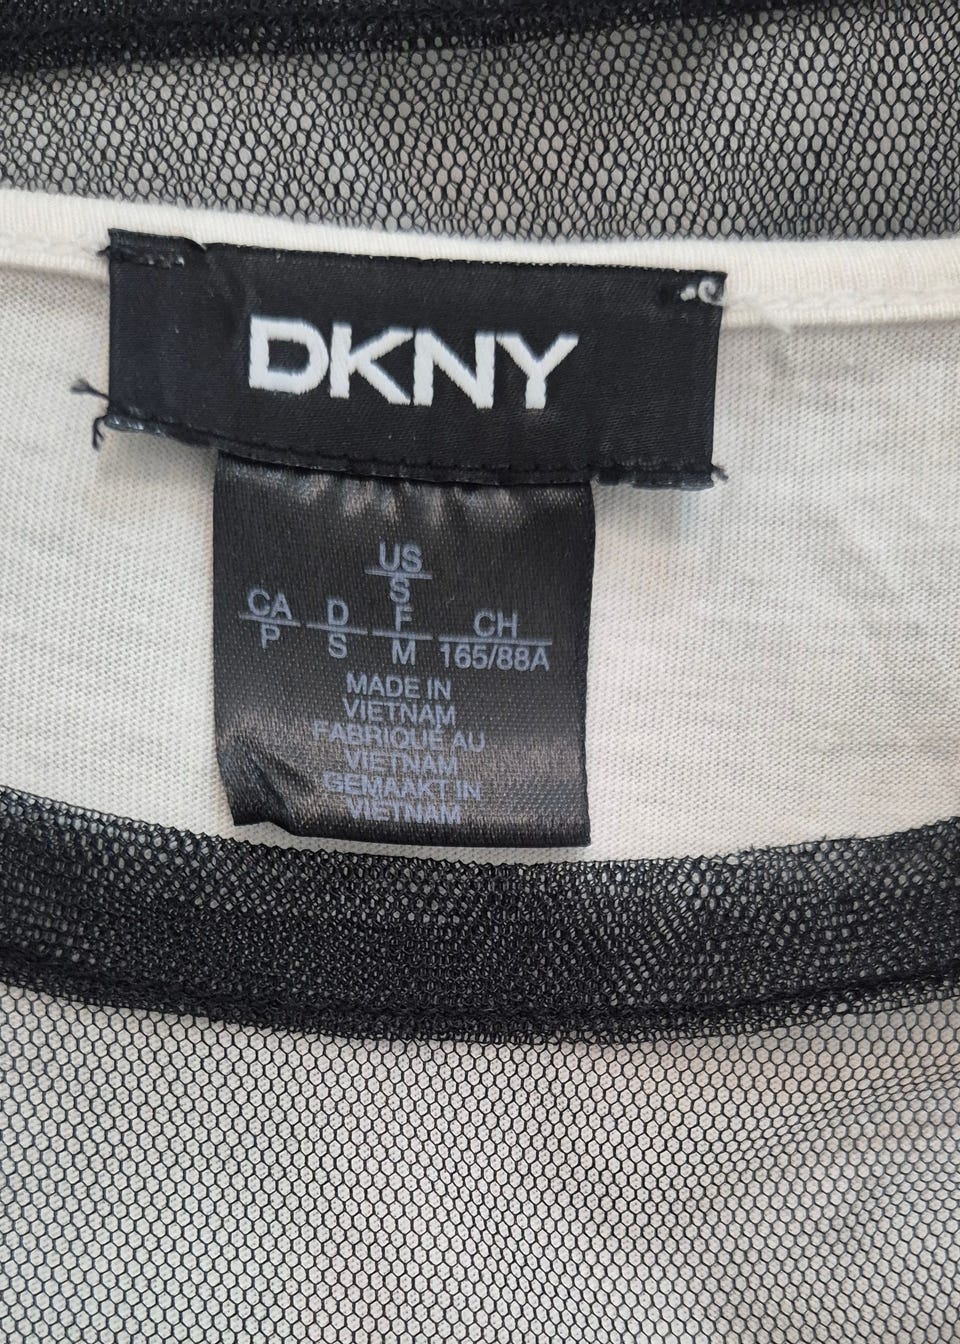 DKNY
US
S
CA D F CH
P S M 165/88A
MADE IN
VIETNAM
FABRIQUÉ AU
VIETNAM
GEMAAKT IN
VIETNAM